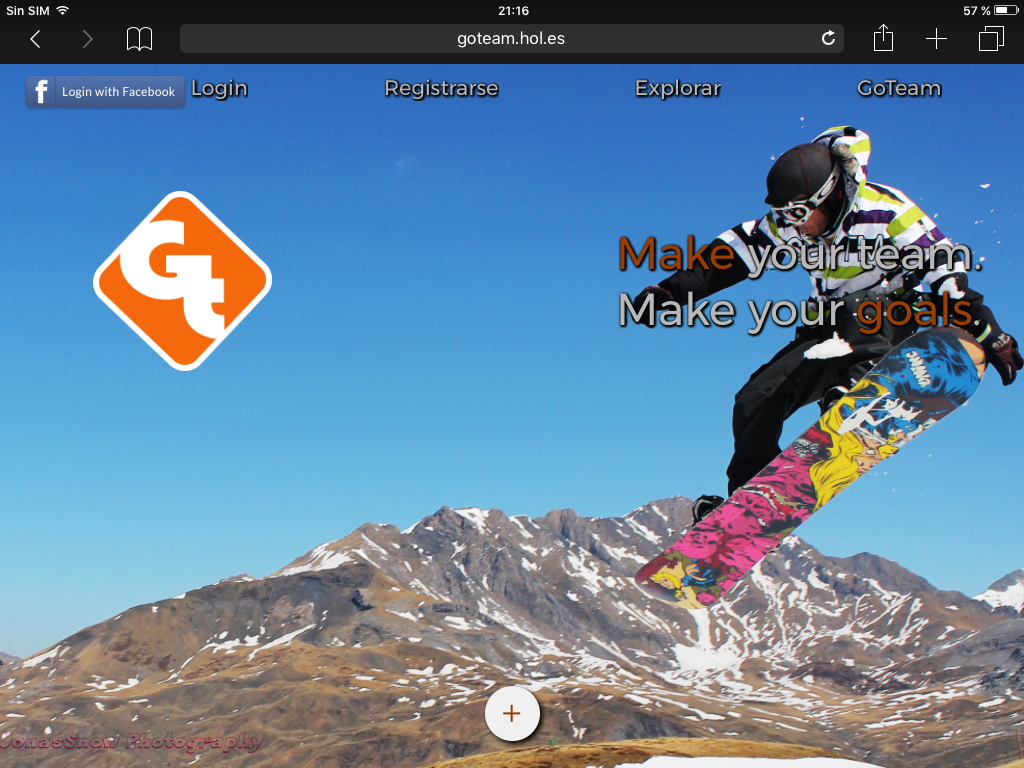 Sin SIM
21:16
57 %
goteam.hol.es
f Login with Facebook
Login
Registrarse
Explorar
GoTeam
Gt
Make your team.
Make your goals.
+
JonasSnow Photography